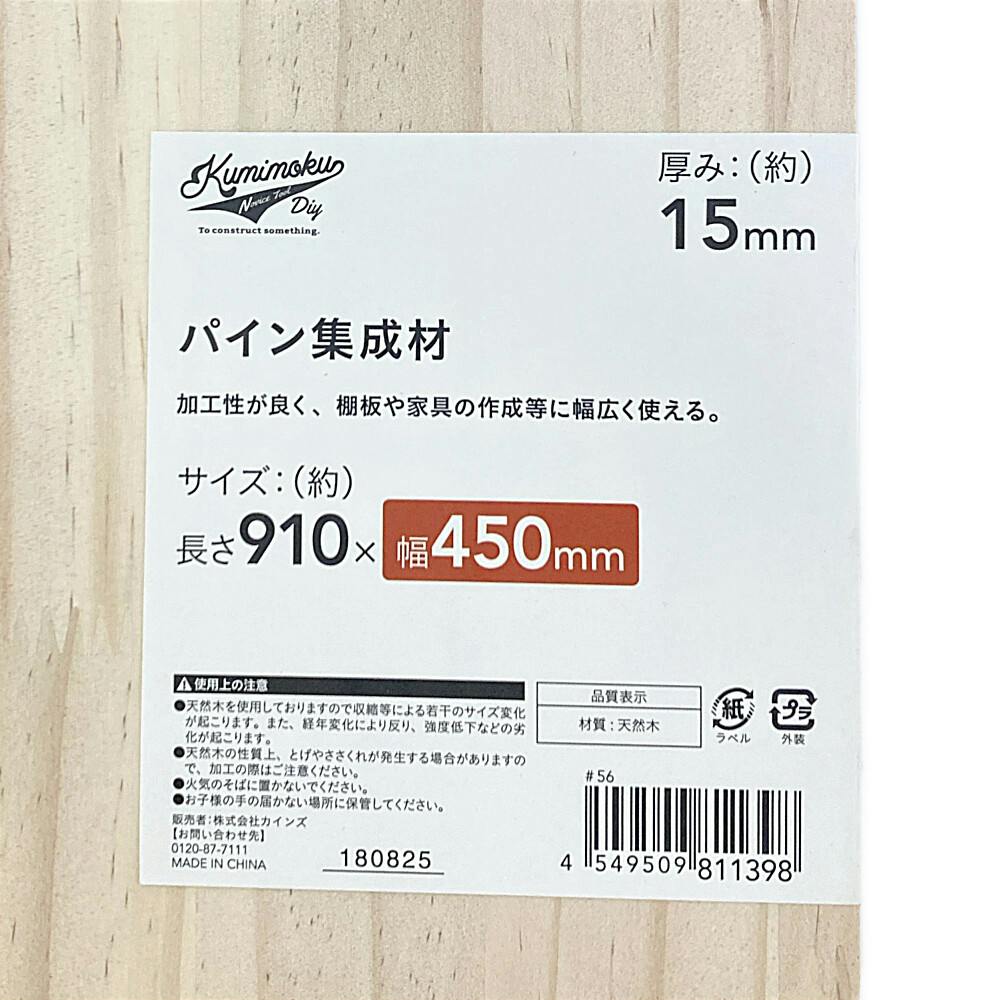 Kumimoku
Novice Tool
Diy
To construct something.
厚み：（約）
15mm
パイン集成材
加工性が良く、棚板や家具の作成等に幅広く使える。
サイズ：（約）
長さ910×幅450mm
使用上の注意
●天然木を使用しておりますので収縮等による若干のサイズ変化
が起こります。また、経年変化により反り、強度低下などの劣
化が起こります。
●天然木の性質上、とげやささくれが発生する場合がありますの
で、加工の際はご注意ください。
●火気のそばに置かないでください。
●お子様の手の届かない場所に保管してください。
販売者：株式会社カインズ
【お問い合わせ先】
0120-87-7111
MADE IN CHINA
180825
品質表示
材質：天然木
紙
ラベル
プラ
外装
#56
4 549509 811398